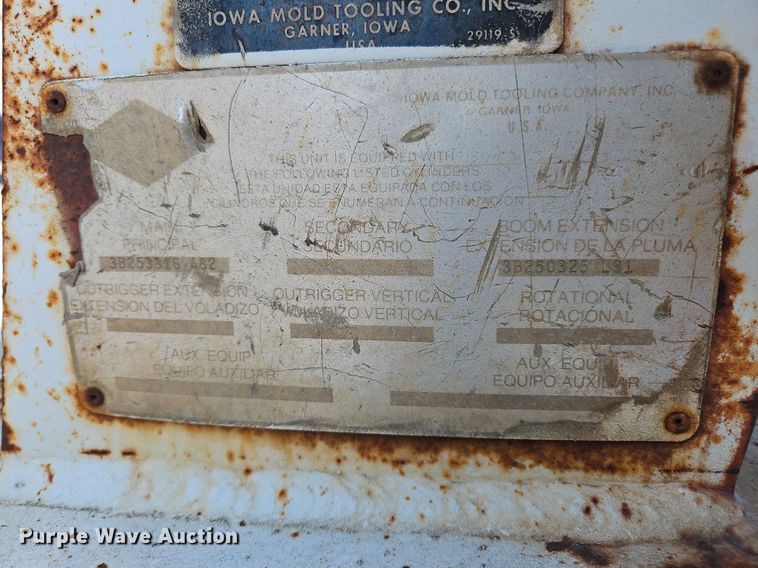 IOWA MOLD TOOLING CO., INC.
GARNER, IOWA
USA 29119-S
IOWA MOLD TOOLING COMPANY, INC.
GARNER, IOWA
U.S.A.
THIS UNIT IS EQUIPPED WITH
THE FOLLOWING LISTED CYLINDERS
ESTA UNIDAD ESTA EQUIPADA CON LOS
CILINDROS QUE SE ENUMERAN A CONTINUACION
MAIN SECONDARY BOOM EXTENSION
PRINCIPAL SECUNDARIO EXTENSION DE LA PLUMA
3B253316 3B250325
OUTRIGGER EXTENSION OUTRIGGER VERTICAL ROTATIONAL
EXTENSION DEL VOLADIZO VOLADIZO VERTICAL ROTACIONAL
AUX. EQUIP AUX. EQUIP
EQUIPO AUXILIAR EQUIPO AUXILIAR
Purple Wave Auction